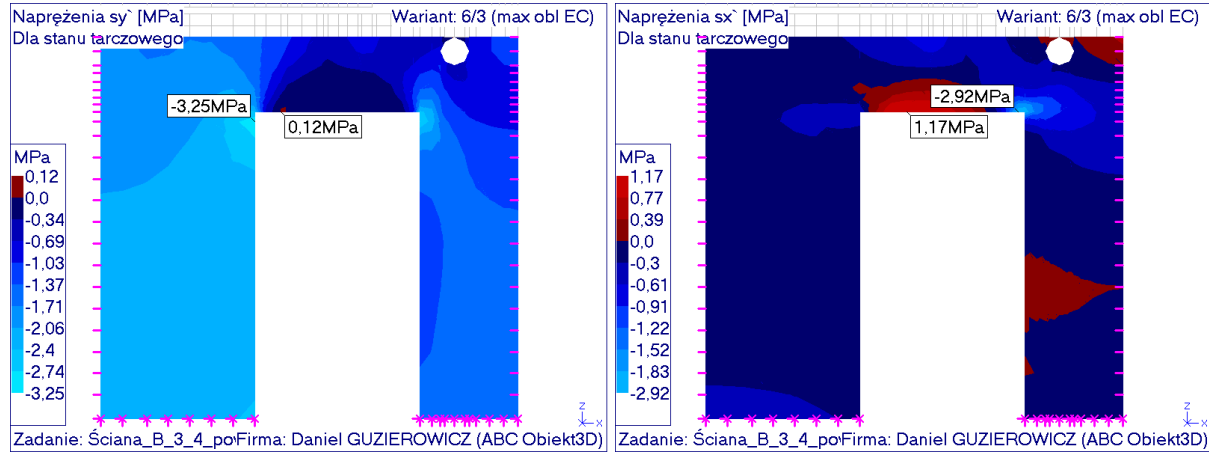 Naprężenia sy` [MPa]
Wariant: 6/3 (max obl EC)
Dla stanu tarczowego
-3,25MPa
0,12MPa
MPa
0,12
0,0
-0,34
-0,69
-1,03
-1,37
-1,71
-2,06
-2,4
-2,74
-3,25
z
x
Zadanie: Ściana_B_3_4_po
Firma: Daniel GUZIEROWICZ (ABC Obiekt3D)
Naprężenia sx` [MPa]
Wariant: 6/3 (max obl EC)
Dla stanu tarczowego
-2,92MPa
1,17MPa
MPa
1,17
0,77
0,39
0,0
-0,3
-0,61
-0,91
-1,22
-1,52
-1,83
-2,92
z
x
Zadanie: Ściana_B_3_4_po
Firma: Daniel GUZIEROWICZ (ABC Obiekt3D)